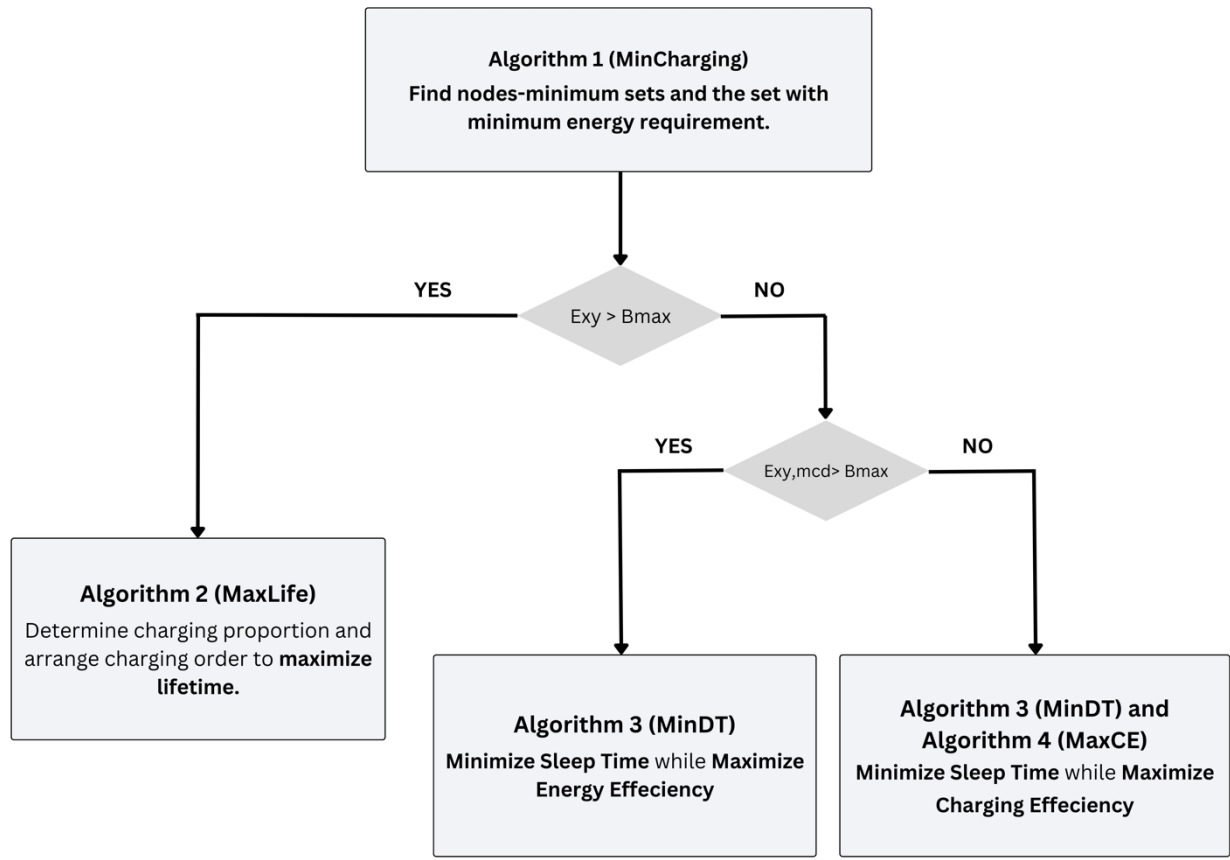 Algorithm 1 (MinCharging)
Find nodes-minimum sets and the set with
minimum energy requirement.
YES
NO
Exy > Bmax
YES
NO
Exy,mcd> Bmax
Algorithm 2 (MaxLife)
Determine charging proportion and
arrange charging order to maximize
lifetime.
Algorithm 3 (MinDT)
Minimize Sleep Time while Maximize
Energy Effeciency
Algorithm 3 (MinDT) and
Algorithm 4 (MaxCE)
Minimize Sleep Time while Maximize
Charging Effeciency